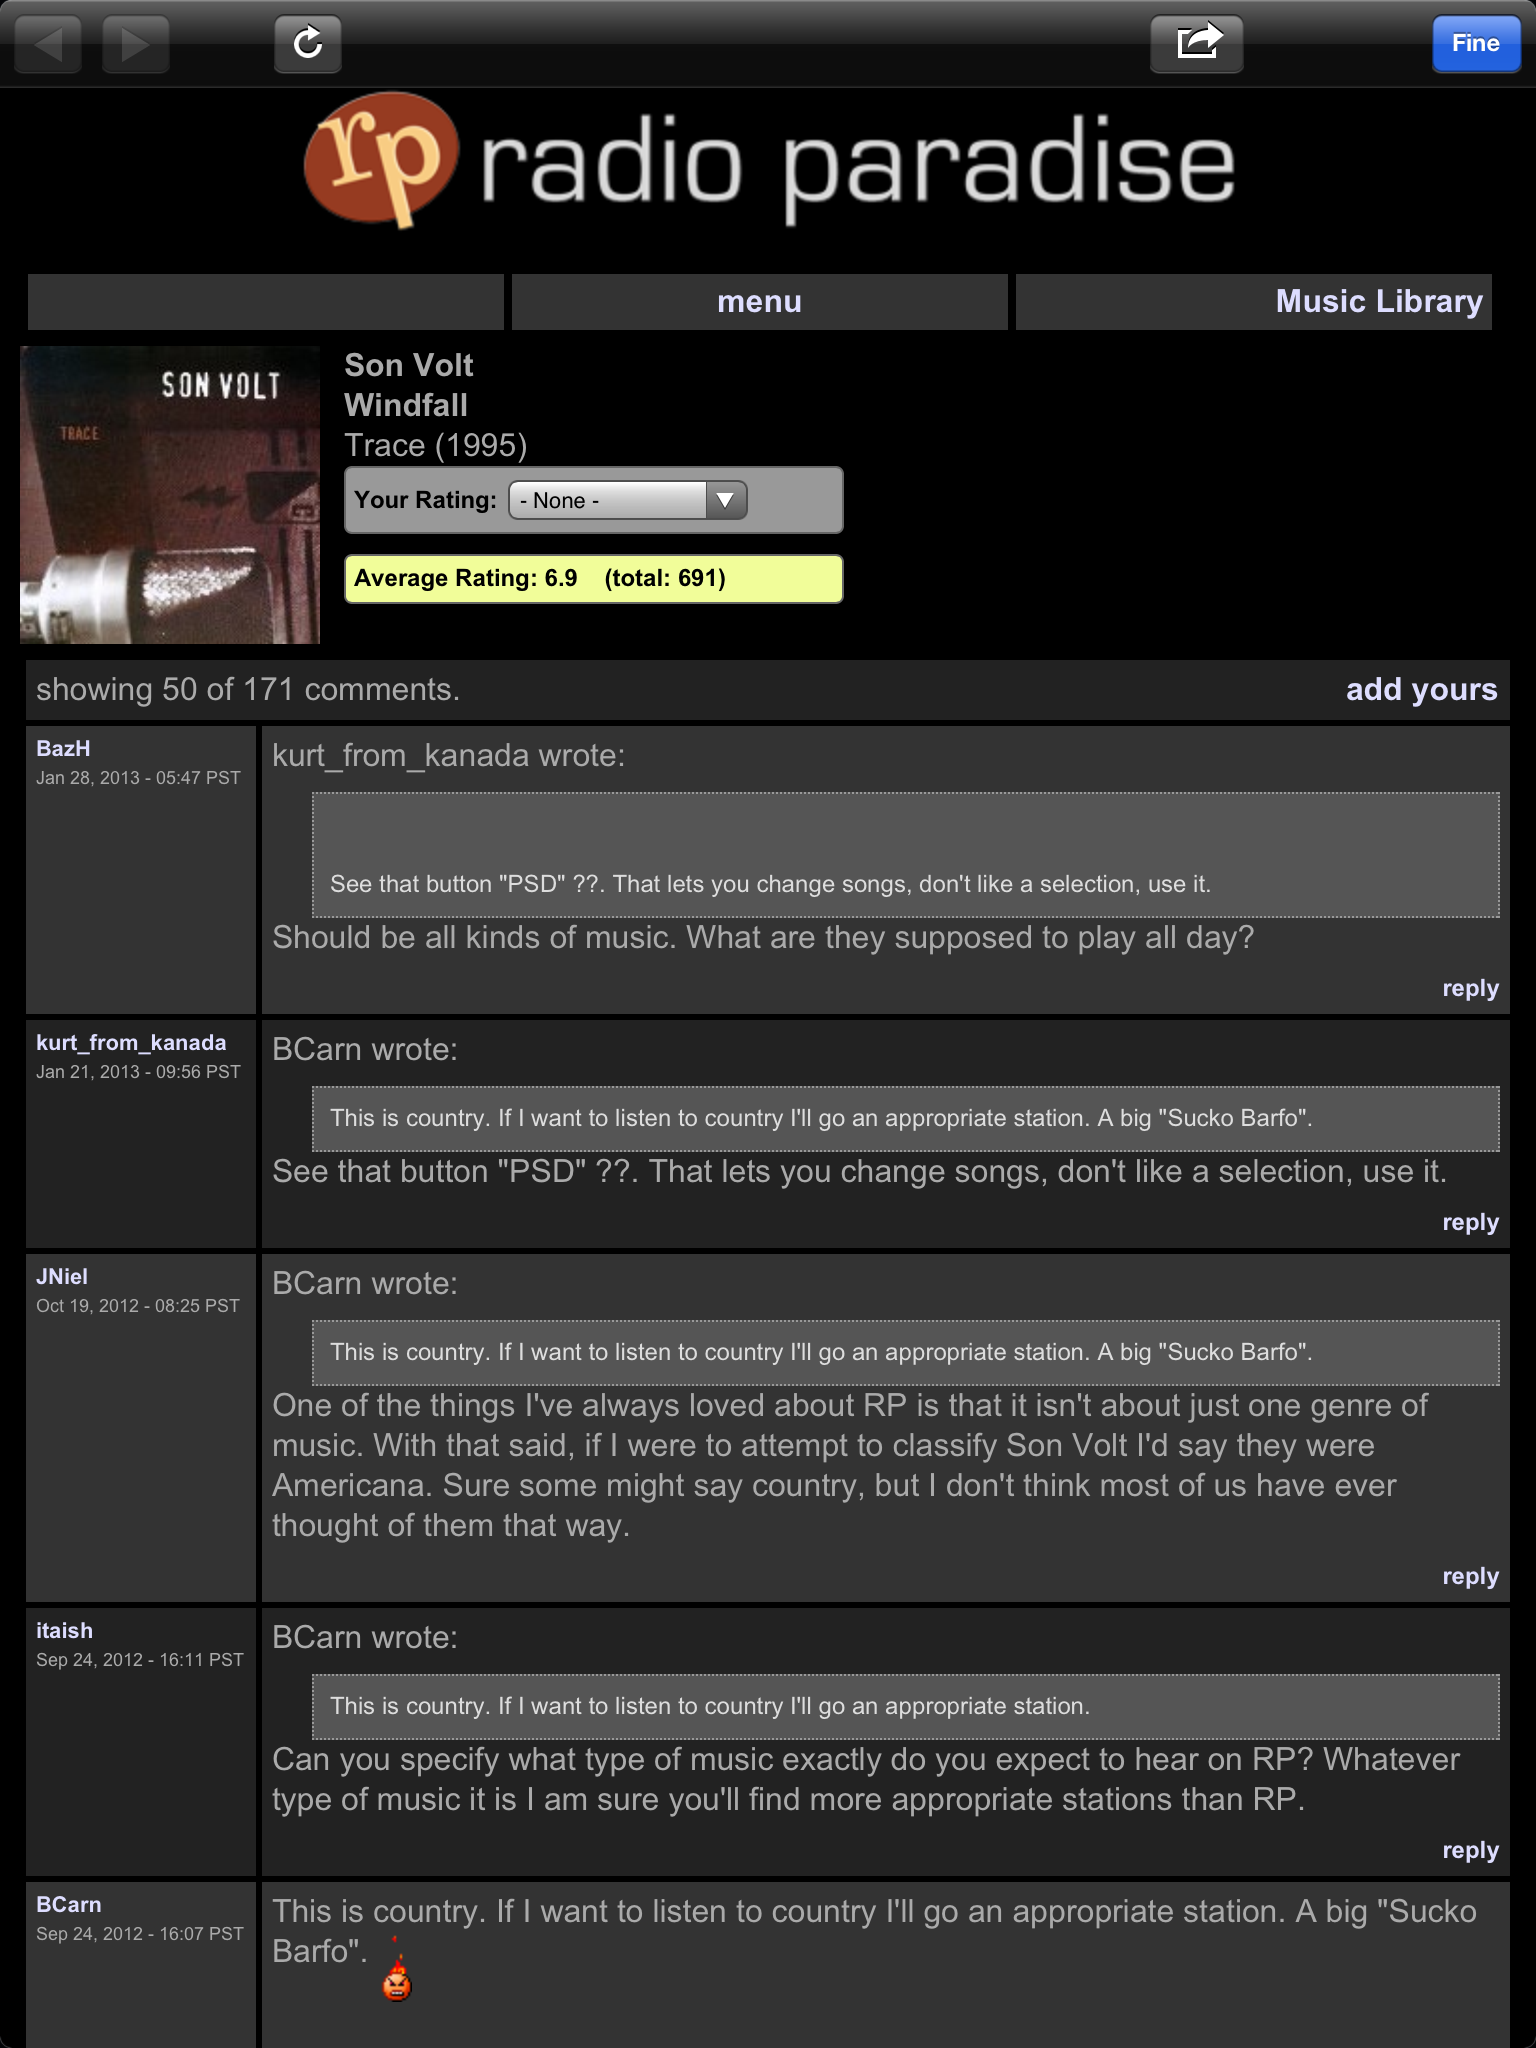 Fine
rp radio paradise
menu
Music Library
SON VOLT
TRACE
Son Volt
Windfall
Trace (1995)
Your Rating: - None -
Average Rating: 6.9 (total: 691)
showing 50 of 171 comments.
add yours
BazH
Jan 28, 2013 - 05:47 PST
kurt_from_kanada wrote:
See that button "PSD" ??. That lets you change songs, don't like a selection, use it.
Should be all kinds of music. What are they supposed to play all day?
reply
kurt_from_kanada
Jan 21, 2013 - 09:56 PST
BCarn wrote:
This is country. If I want to listen to country I'll go an appropriate station. A big "Sucko Barfo".
See that button "PSD" ??. That lets you change songs, don't like a selection, use it.
reply
JNiel
Oct 19, 2012 - 08:25 PST
BCarn wrote:
This is country. If I want to listen to country I'll go an appropriate station. A big "Sucko Barfo".
One of the things I've always loved about RP is that it isn't about just one genre of
music. With that said, if I were to attempt to classify Son Volt I'd say they were
Americana. Sure some might say country, but I don't think most of us have ever
thought of them that way.
reply
itaish
Sep 24, 2012 - 16:11 PST
BCarn wrote:
This is country. If I want to listen to country I'll go an appropriate station.
Can you specify what type of music exactly do you expect to hear on RP? Whatever
type of music it is I am sure you'll find more appropriate stations than RP.
reply
BCarn
Sep 24, 2012 - 16:07 PST
This is country. If I want to listen to country I'll go an appropriate station. A big "Sucko
Barfo".